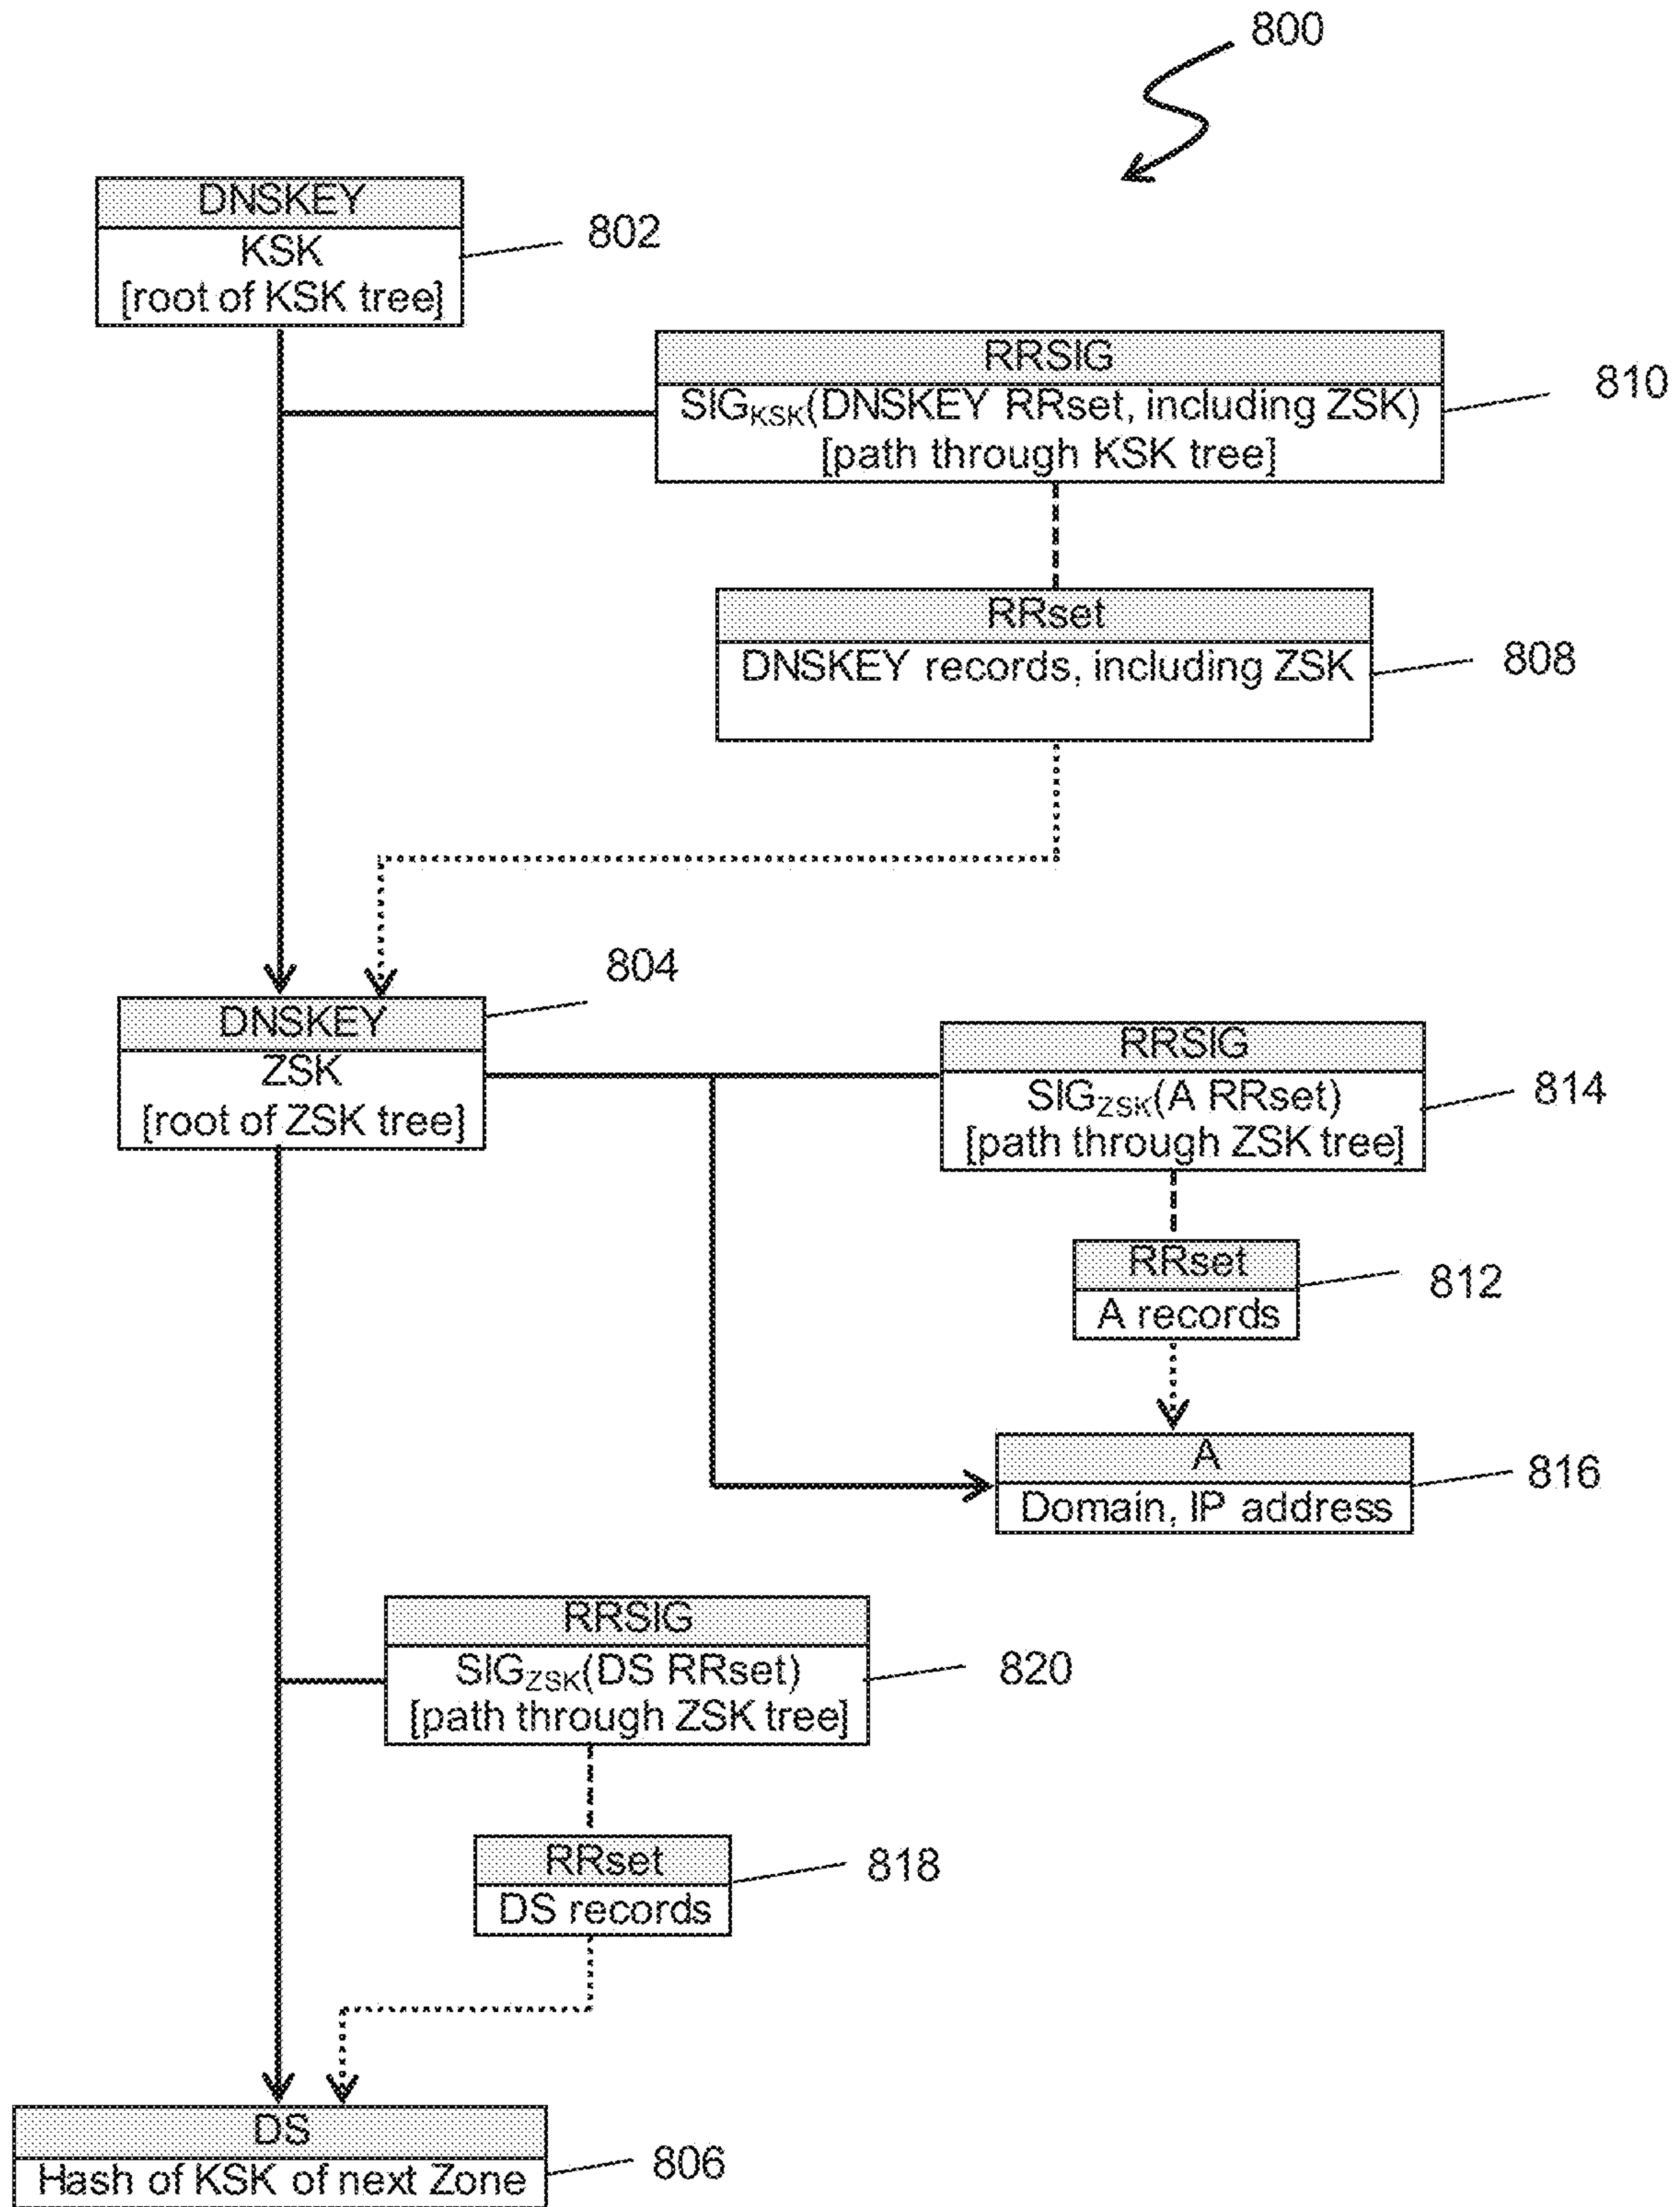 800
DNSKEY
KSK
[root of KSK tree]
802
RRSIG
SIGKSK(DNSKEY RRset, including ZSK)
[path through KSK tree]
810
RRset
DNSKEY records, including ZSK
808
804
DNSKEY
ZSK
[root of ZSK tree]
RRSIG
SIGZSK(A RRset)
[path through ZSK tree]
814
RRset
A records
812
A
Domain, IP address
816
RRSIG
SIGZSK(DS RRset)
[path through ZSK tree]
820
RRset
DS records
818
DS
Hash of KSK of next Zone
806